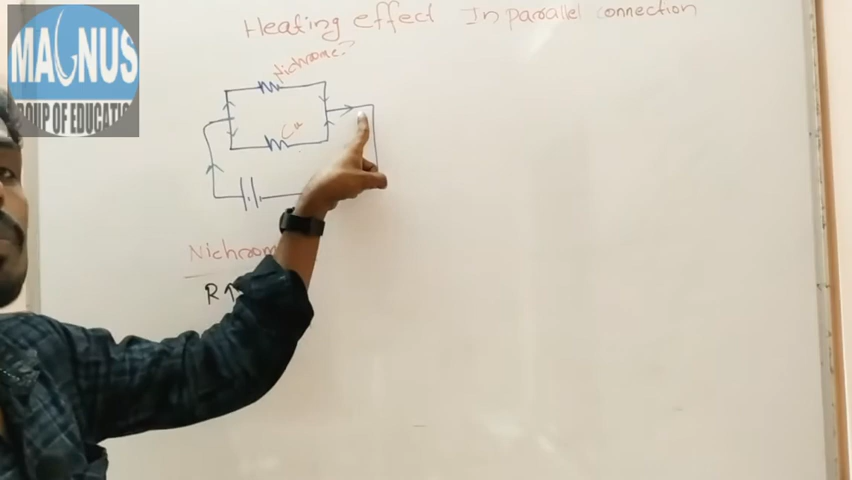 Heating effect In parallel connection
MAGNUS
GROUP OF EDUCATION
Nichrome?
Cu
Nichrom
R↑